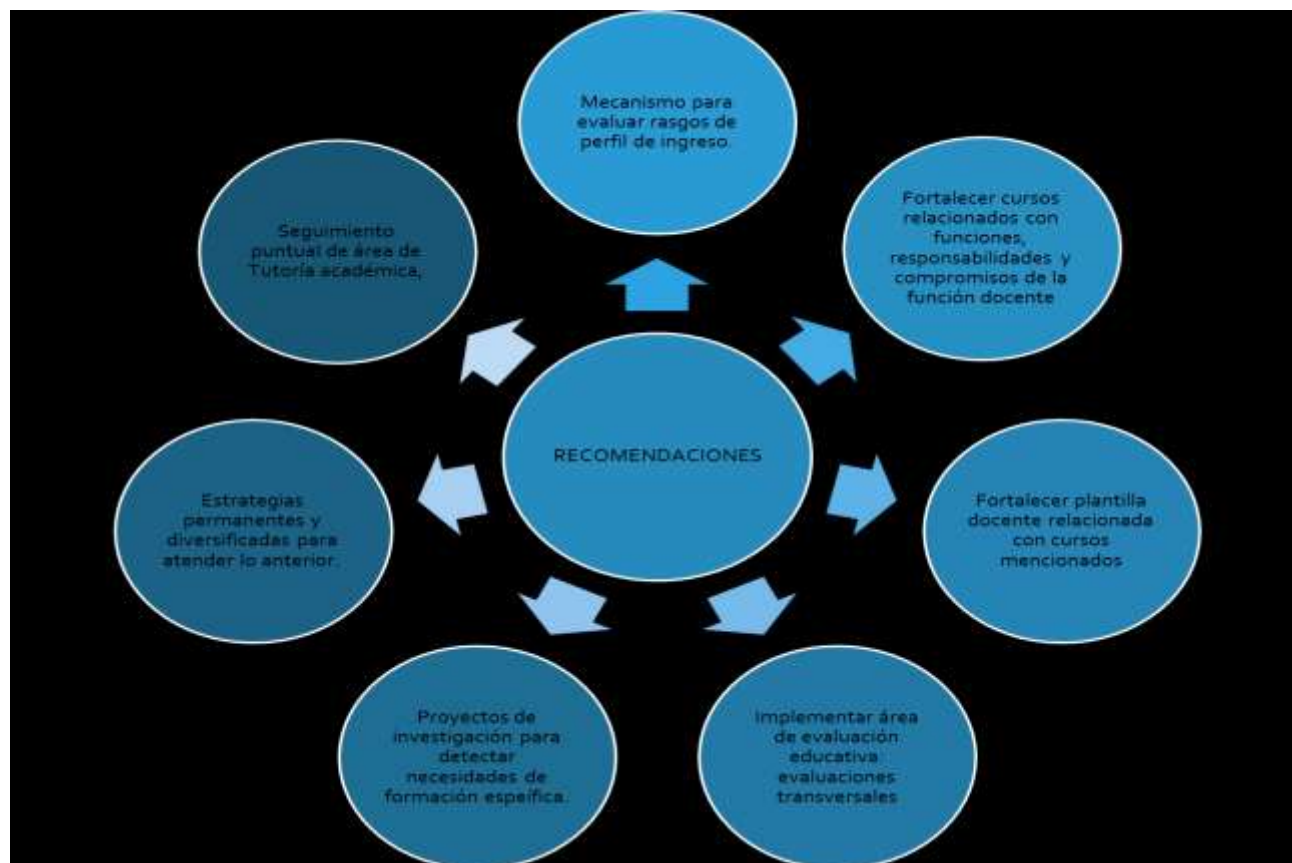 Mecanismo para
evaluar rasgos de
perfil de ingreso.
Fortalecer cursos
relacionados con
funciones,
responsabilidades y
compromisos de la
función docente
Fortalecer plantilla
docente relacionada
con cursos
mencionados
Implementar área
de evaluación
educativa:
evaluaciones
transversales
Proyectos de
investigación para
detectar
necesidades de
formación espeífica.
Estrategias
permanentes y
diversificadas para
atender lo anterior.
Seguimiento
puntual de área de
Tutoría académica,
RECOMENDACIONES